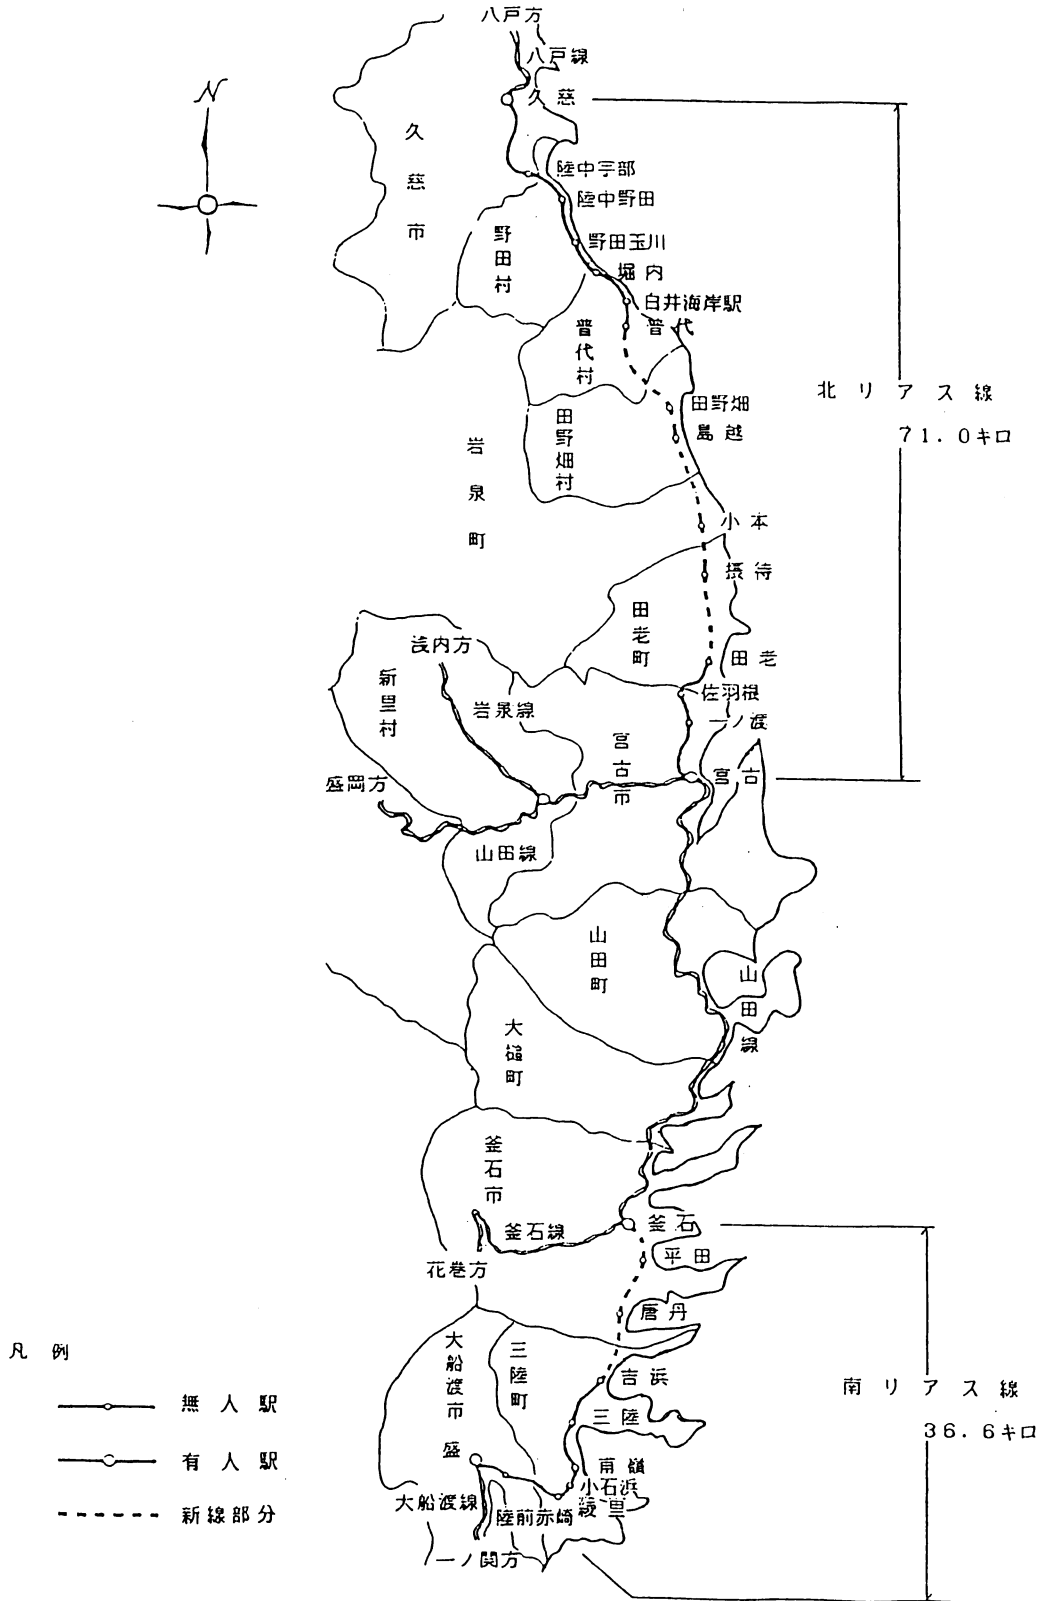 八戸方
八戸線
N
久慈
久慈市
陸中宇部
陸中野田
野田玉川
野田村
堀内
白井海岸駅
普代
普代村
北リアス線
71.0キロ
田野畑
島越
田野畑村
岩泉町
小本
摂待
田老町
田老
浅内方
新里村
佐羽根
岩泉線
一ノ渡
宮古市
宮古
盛岡方
山田線
山田町
山田線
大槌町
釜石市
釜石
釜石線
平田
花巻方
唐丹
凡例
大船渡市
三陸町
吉浜
南リアス線
無人駅
三陸
36.6キロ
盛
有人駅
甫嶺
小石浜
大船渡線
陸前赤崎
綾里
新線部分
一ノ関方